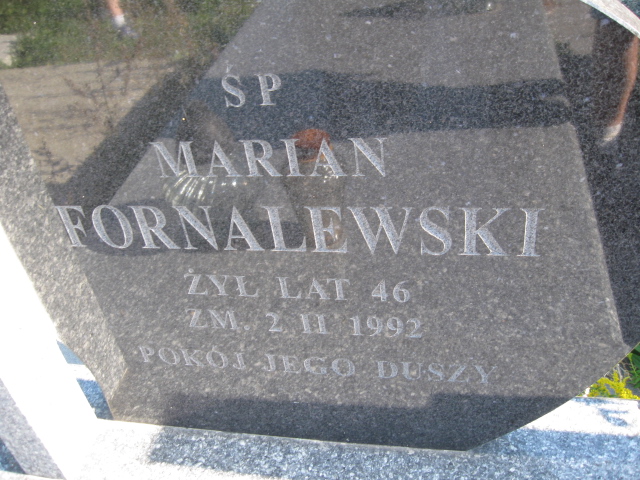 ŚP
MARIAN
FORNALEWSKI
ŻYŁ LAT 46
ZM. 2 II 1992
POKÓJ JEGO DUSZY